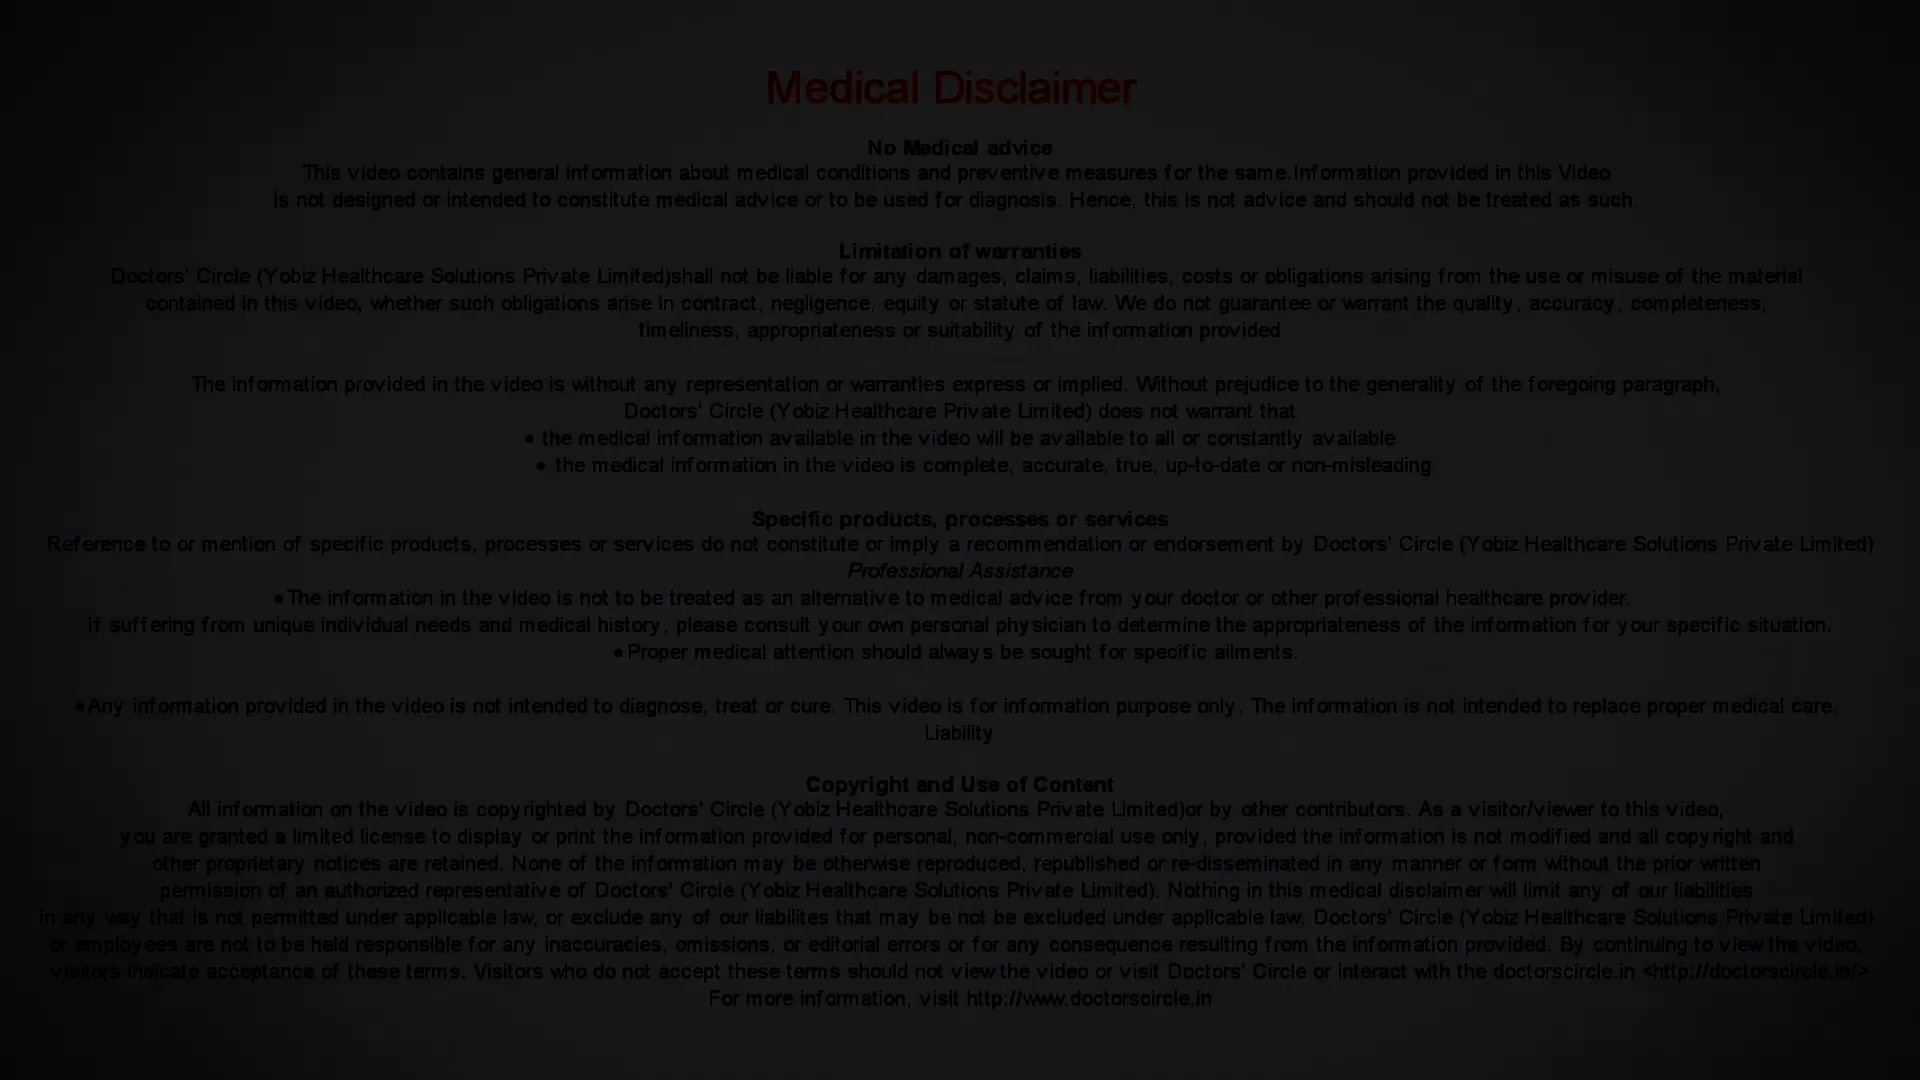 Medical Disclaimer
No Medical advice
This video contains general information about medical conditions and preventive measures for the same.Information provided in this Video
is not designed or intended to constitute medical advice or to be used for diagnosis. Hence, this is not advice and should not be treated as such.
Limitation of warranties
Doctors' Circle (Yobiz Healthcare Solutions Private Limited)shall not be liable for any damages, claims, liabilities, costs or obligations arising from the use or misuse of the material
contained in this video, whether such obligations arise in contract, negligence, equity or statute of law. We do not guarantee or warrant the quality, accuracy, completeness,
timeliness, appropriateness or suitability of the information provided
The information provided in the video is without any representation or warranties express or implied. Without prejudice to the generality of the foregoing paragraph,
Doctors' Circle (Yobiz Healthcare Private Limited) does not warrant that
• the medical information available in the video will be available to all or constantly available
• the medical information in the video is complete, accurate, true, up-to-date or non-misleading
Specific products, processes or services
Reference to or mention of specific products, processes or services do not constitute or imply a recommendation or endorsement by Doctors' Circle (Yobiz Healthcare Solutions Private Limited)
Professional Assistance
•The information in the video is not to be treated as an alternative to medical advice from your doctor or other professional healthcare provider.
If suffering from unique individual needs and medical history, please consult your own personal physician to determine the appropriateness of the information for your specific situation.
•Proper medical attention should always be sought for specific ailments.
•Any information provided in the video is not intended to diagnose, treat or cure. This video is for information purpose only. The information is not intended to replace proper medical care.
Liability
Copyright and Use of Content
All information on the video is copyrighted by Doctors' Circle (Yobiz Healthcare Solutions Private Limited)or by other contributors. As a visitor/viewer to this video,
you are granted a limited license to display or print the information provided for personal, non-commercial use only, provided the information is not modified and all copyright and
other proprietary notices are retained. None of the information may be otherwise reproduced, republished or re-disseminated in any manner or form without the prior written
permission of an authorized representative of Doctors' Circle (Yobiz Healthcare Solutions Private Limited). Nothing in this medical disclaimer will limit any of our liabilities
in any way that is not permitted under applicable law, or exclude any of our liabilites that may be not be excluded under applicable law. Doctors' Circle (Yobiz Healthcare Solutions Private Limited)
or employees are not to be held responsible for any inaccuracies, omissions, or editorial errors or for any consequence resulting from the information provided. By continuing to view the video,
visitors indicate acceptance of these terms. Visitors who do not accept these terms should not view the video or visit Doctors' Circle or interact with the doctorscircle.in <http://doctorscircle.in/>
For more information, visit http://www.doctorscircle.in